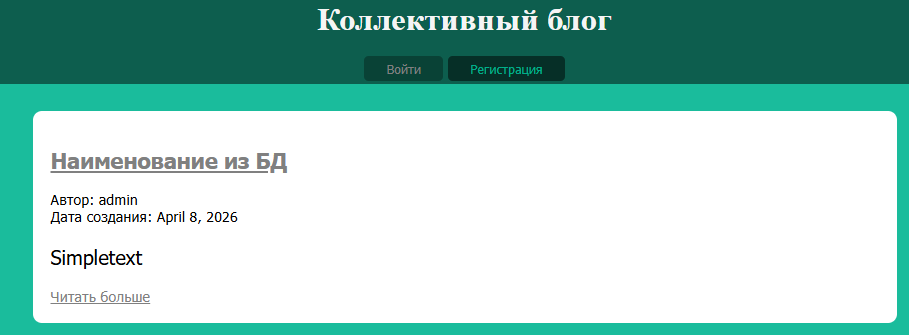 Коллективный блог
Войти
Регистрация
Наименование из БД
Автор: admin
Дата создания: April 8, 2026
Simpletext
Читать больше